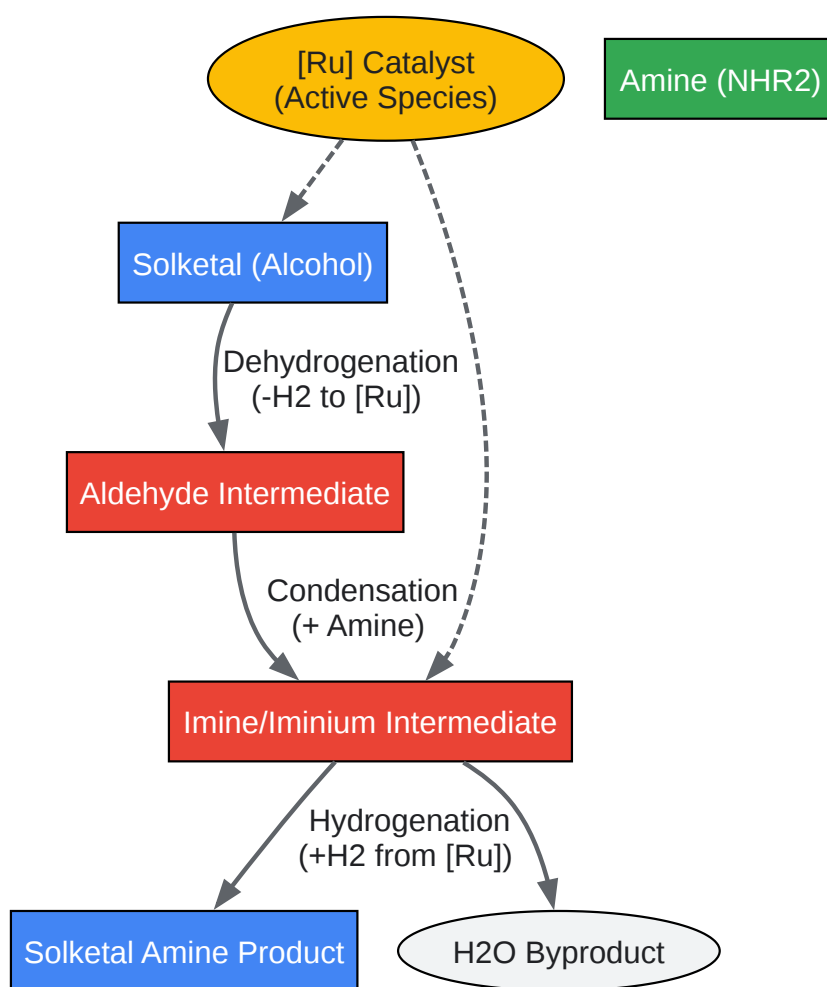 [Ru] Catalyst
(Active Species)
Amine (NHR2)
Solketal (Alcohol)
Dehydrogenation
(-H2 to [Ru])
Aldehyde Intermediate
Condensation
(+ Amine)
Imine/Iminium Intermediate
Hydrogenation
(+H2 from [Ru])
Solketal Amine Product
H2O Byproduct